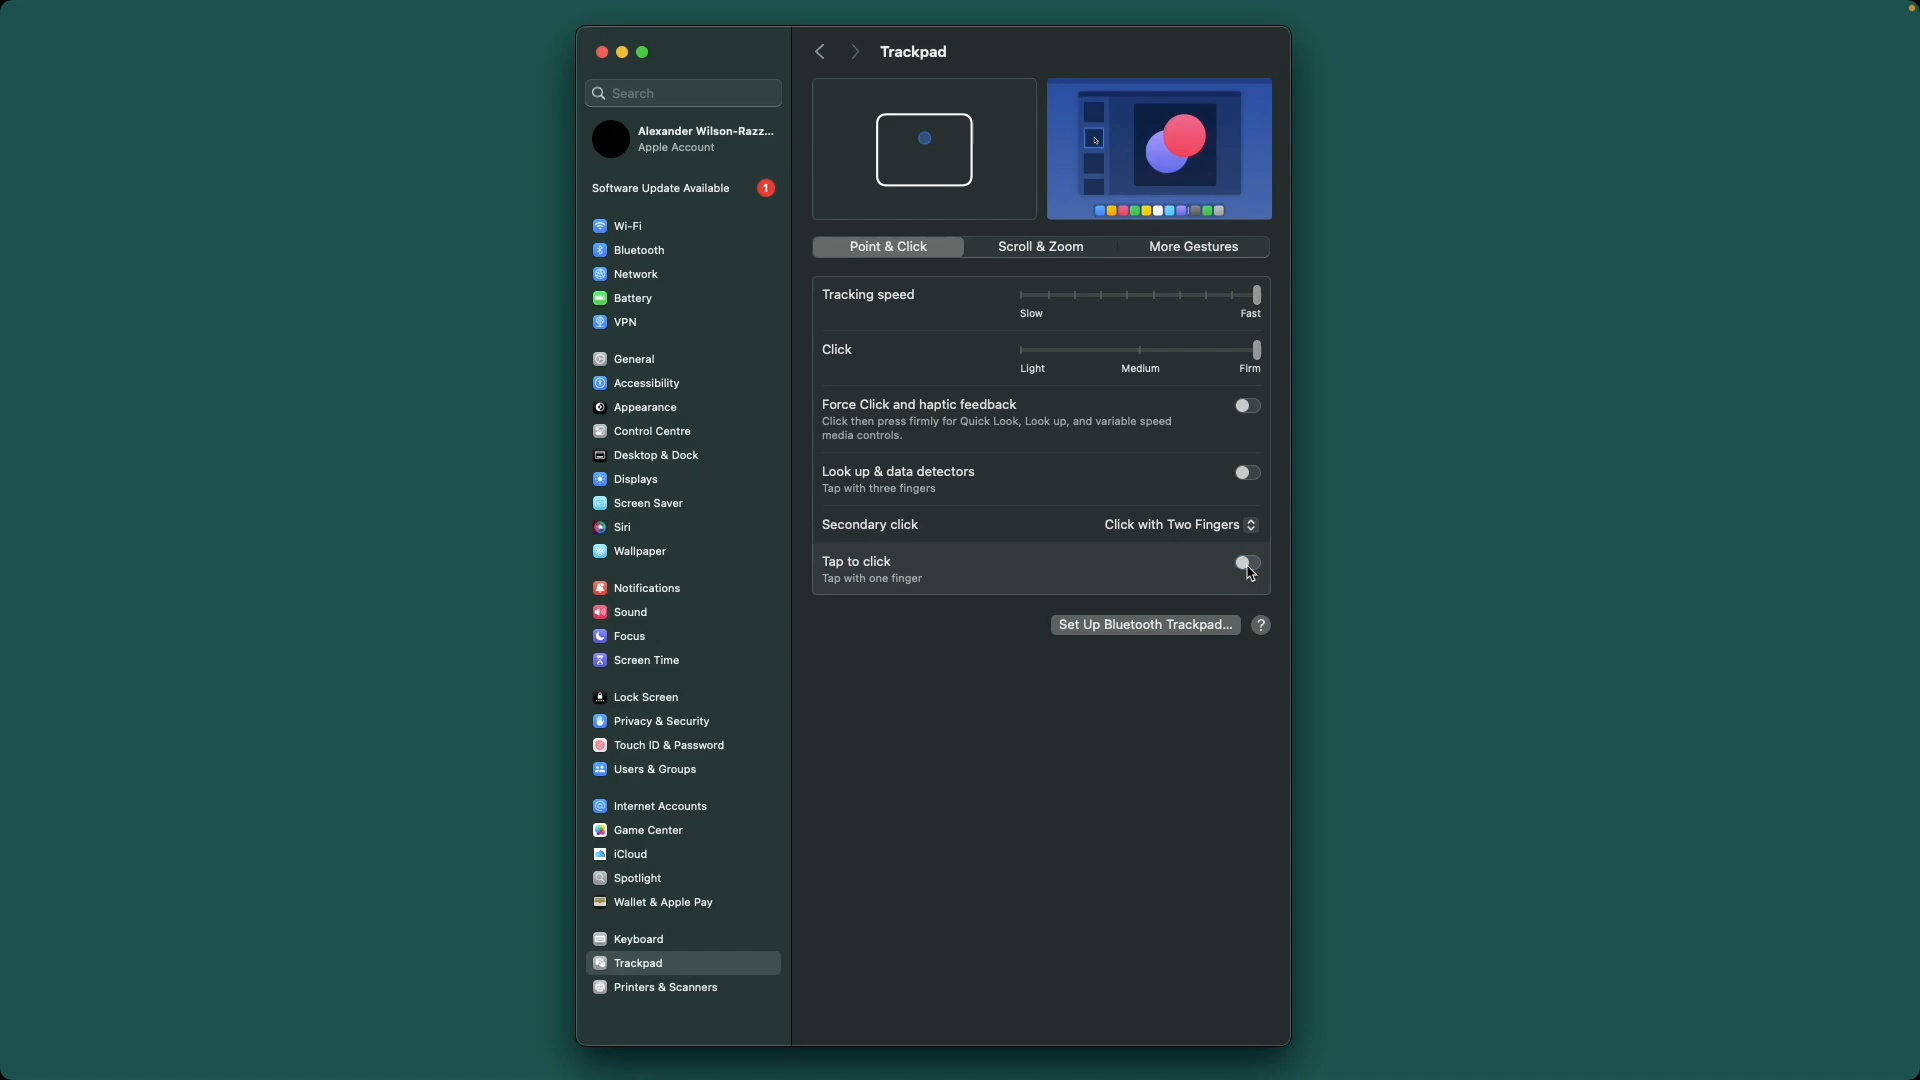 Trackpad
Search
Alexander Wilson-Razz...
Apple Account
Software Update Available 1
Wi-Fi
Bluetooth
Network
Battery
VPN
General
Accessibility
Appearance
Control Centre
Desktop & Dock
Displays
Screen Saver
Siri
Wallpaper
Notifications
Sound
Focus
Screen Time
Lock Screen
Privacy & Security
Touch ID & Password
Users & Groups
Internet Accounts
Game Center
iCloud
Spotlight
Wallet & Apple Pay
Keyboard
Trackpad
Printers & Scanners
Point & Click Scroll & Zoom More Gestures
Tracking speed
Slow Fast
Click
Light Medium Firm
Force Click and haptic feedback
Click then press firmly for Quick Look, Look up, and variable speed
media controls.
Look up & data detectors
Tap with three fingers
Secondary click Click with Two Fingers
Tap to click
Tap with one finger
Set Up Bluetooth Trackpad... ?